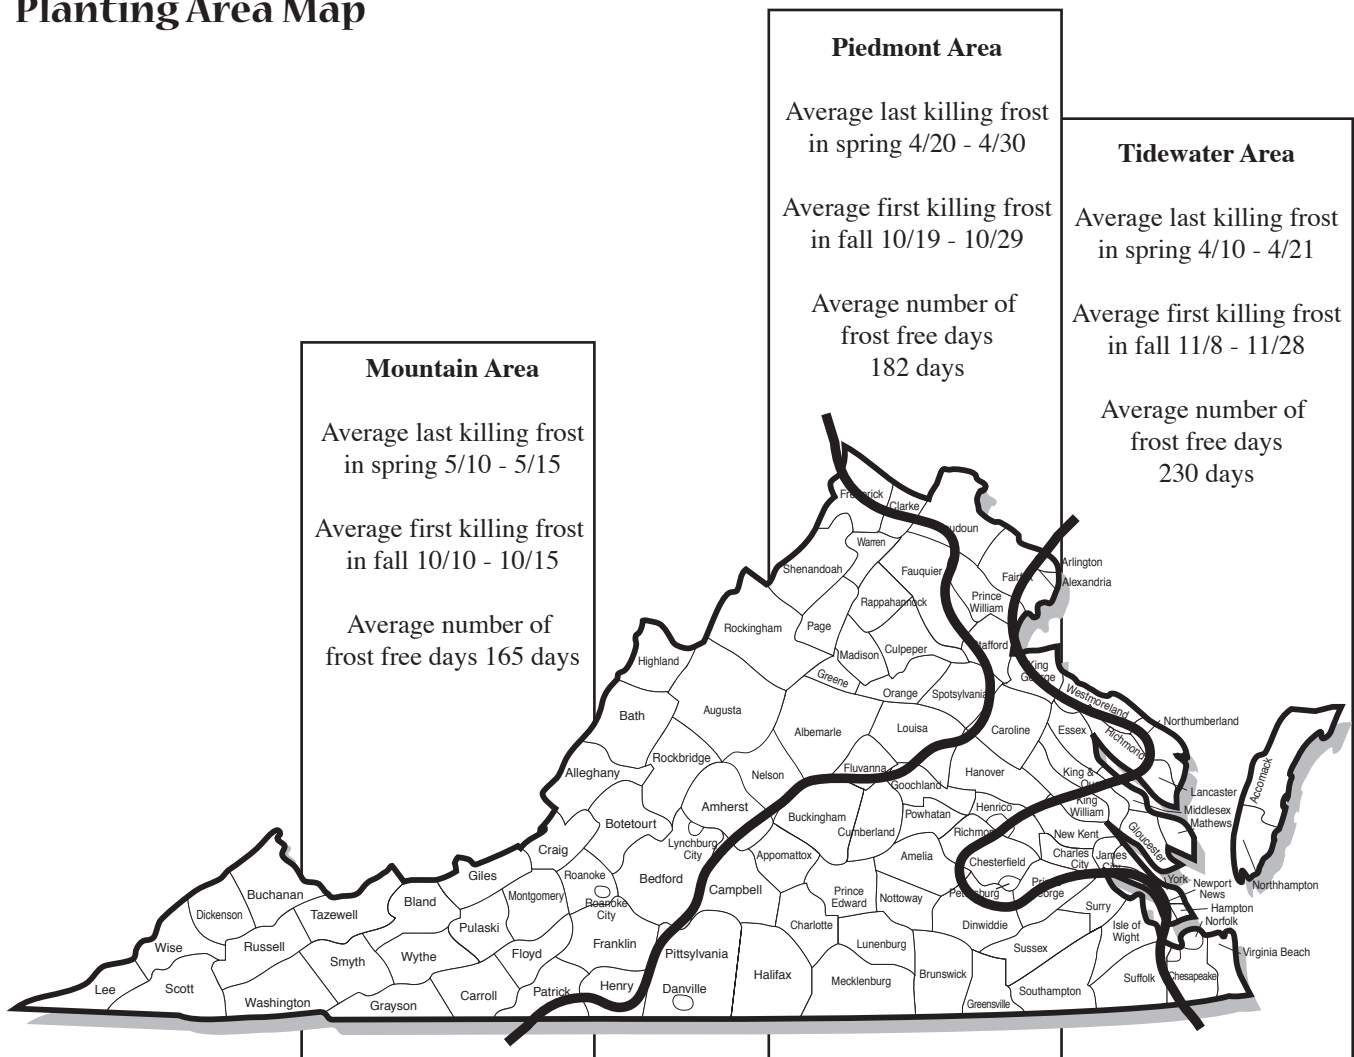 Planting Area Map
Piedmont Area
Average last killing frost
in spring 4/20 - 4/30
Average first killing frost
in fall 10/19 - 10/29
Average number of
frost free days
182 days
Tidewater Area
Average last killing frost
in spring 4/10 - 4/21
Average first killing frost
in fall 11/8 - 11/28
Average number of
frost free days
230 days
Mountain Area
Average last killing frost
in spring 5/10 - 5/15
Average first killing frost
in fall 10/10 - 10/15
Average number of
frost free days 165 days
Frederick
Clarke
Loudoun
Warren
Shenandoah
Fauquier
Fairfax
Arlington
Alexandria
Prince
William
Rappahannock
Rockingham
Page
Madison
Culpeper
Stafford
King
George
Highland
Greene
Orange
Spotsylvania
Westmoreland
Northumberland
Bath
Augusta
Albemarle
Louisa
Caroline
Essex
Richmond
Rockbridge
Alleghany
Nelson
Fluvanna
Goochland
Hanover
King &
Queen
Lancaster
Accomack
Amherst
Buckingham
Cumberland
Powhatan
Henrico
King
William
Middlesex
Mathews
Botetourt
Lynchburg
City
Richmond
New Kent
Gloucester
Craig
Appomattox
Amelia
Chesterfield
Charles
City
James
City
Giles
Roanoke
Bedford
Campbell
Prince
Edward
Nottoway
Petersburg
Prince
George
York
Newport
News
Northhampton
Buchanan
Dickenson
Tazewell
Bland
Montgomery
Roanoke
City
Charlotte
Dinwiddie
Surry
Hampton
Norfolk
Pulaski
Isle of
Wight
Wise
Russell
Smyth
Wythe
Floyd
Franklin
Pittsylvania
Lunenburg
Sussex
Virginia Beach
Lee
Scott
Washington
Grayson
Carroll
Patrick
Henry
Danville
Halifax
Mecklenburg
Brunswick
Greensville
Southampton
Suffolk
Chesapeake